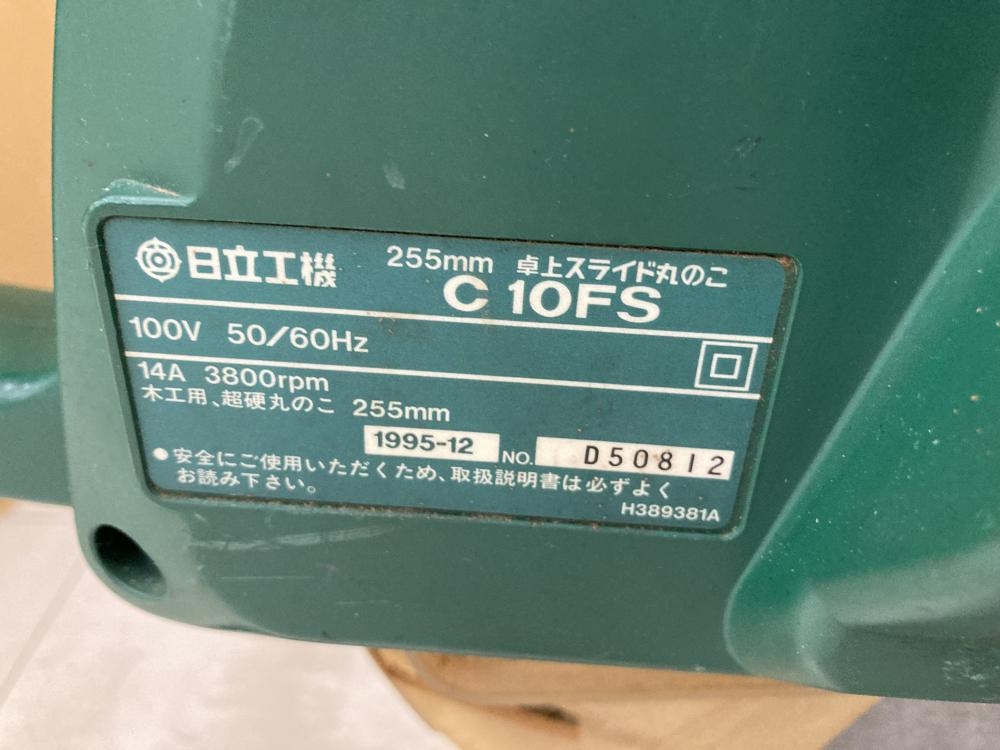 日立工機 255mm 卓上スライド丸のこ
C 10FS
100V 50/60Hz
14A 3800rpm
木工用、超硬丸のこ 255mm
1995-12 NO. D50812
●安全にご使用いただくため、取扱説明書は必ずよく
お読み下さい。
H389381A